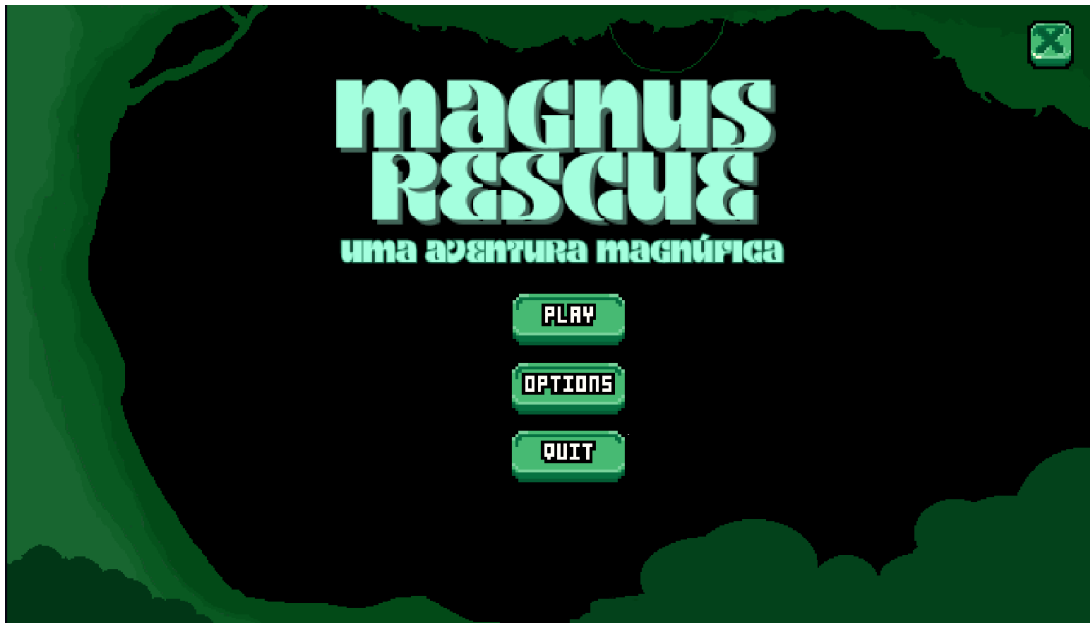 MAGNUS
RESCUE
UMA AVENTURA MAGNÚFICA
PLAY
OPTIONS
QUIT
X